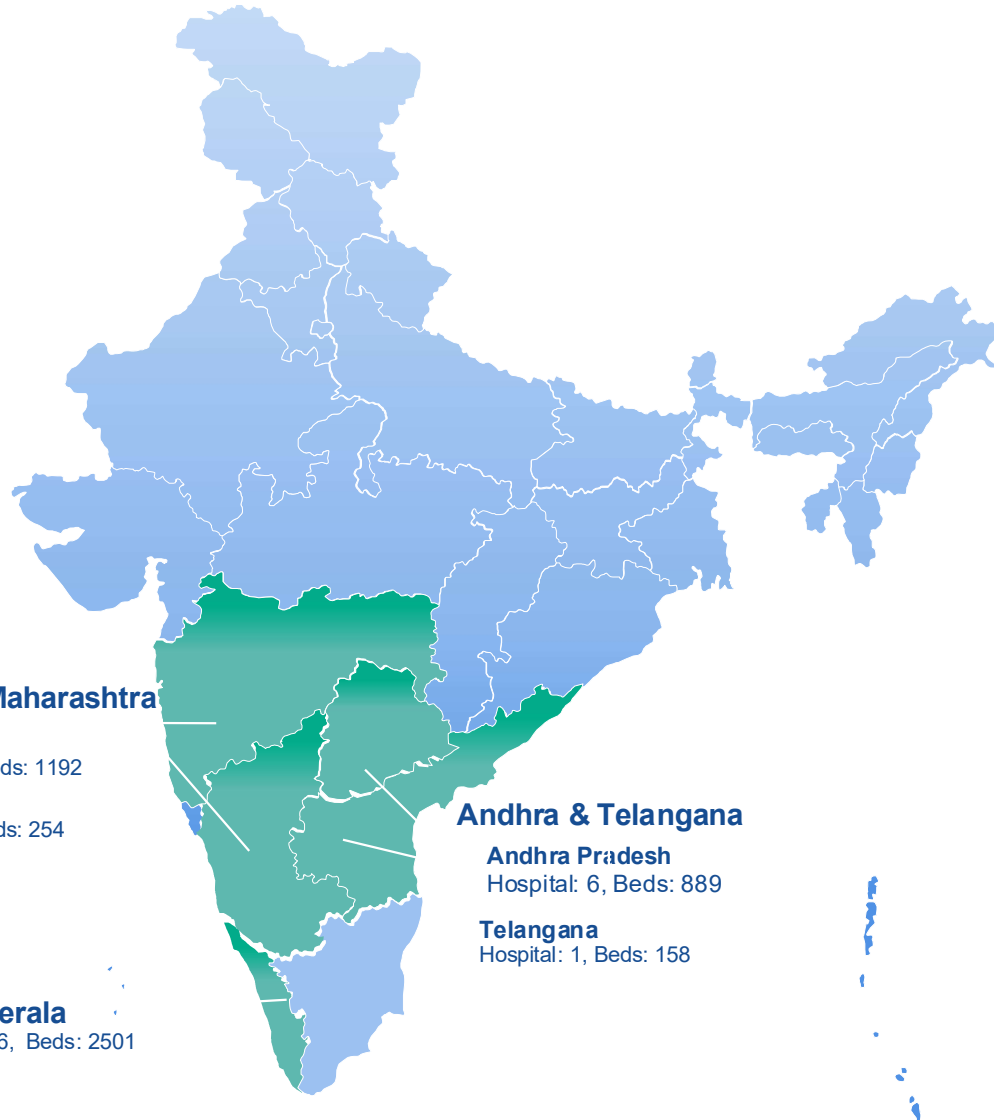 Maharashtra
ds: 1192
ds: 254
Andhra & Telangana
Andhra Pradesh
Hospital: 6, Beds: 889
Telangana
Hospital: 1, Beds: 158
erala
6, Beds: 2501